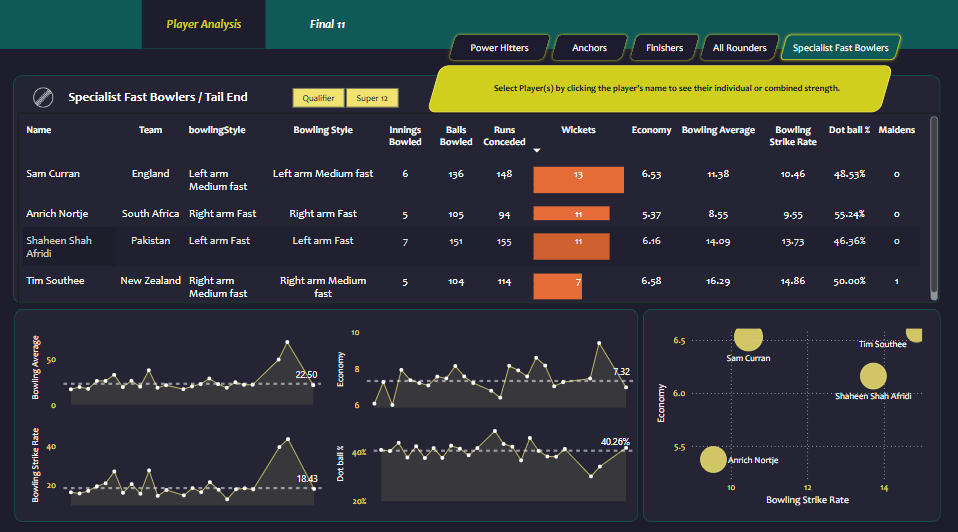 Player Analysis
Final 11
Power Hitters
Anchors
Finishers
All Rounders
Specialist Fast Bowlers
Select Player(s) by clicking the player's name to see their individual or combined strength.
Specialist Fast Bowlers / Tail End
Qualifier
Super 12
Name Team bowlingStyle Bowling Style Innings Bowled Balls Bowled Runs Conceded Wickets Economy Bowling Average Bowling Strike Rate Dot ball % Maidens
Sam Curran England Left arm Medium fast Left arm Medium fast 6 136 148 13 6.53 11.38 10.46 48.53% 0
Anrich Nortje South Africa Right arm Fast Right arm Fast 5 105 94 11 5.37 8.55 9.55 55.24% 0
Shaheen Shah Afridi Pakistan Left arm Fast Left arm Fast 7 151 155 11 6.16 14.09 13.73 46.36% 0
Tim Southee New Zealand Right arm Medium fast Right arm Medium fast 5 104 114 7 6.58 16.29 14.86 50.00% 1
Bowling Average
50
0
22.50
Economy
10
8
6
7.32
Bowling Strike Rate
40
20
18.43
Dot ball %
40%
20%
40.26%
Economy
6.5
6.0
5.5
Sam Curran
Tim Southee
Shaheen Shah Afridi
Anrich Nortje
10
12
14
Bowling Strike Rate